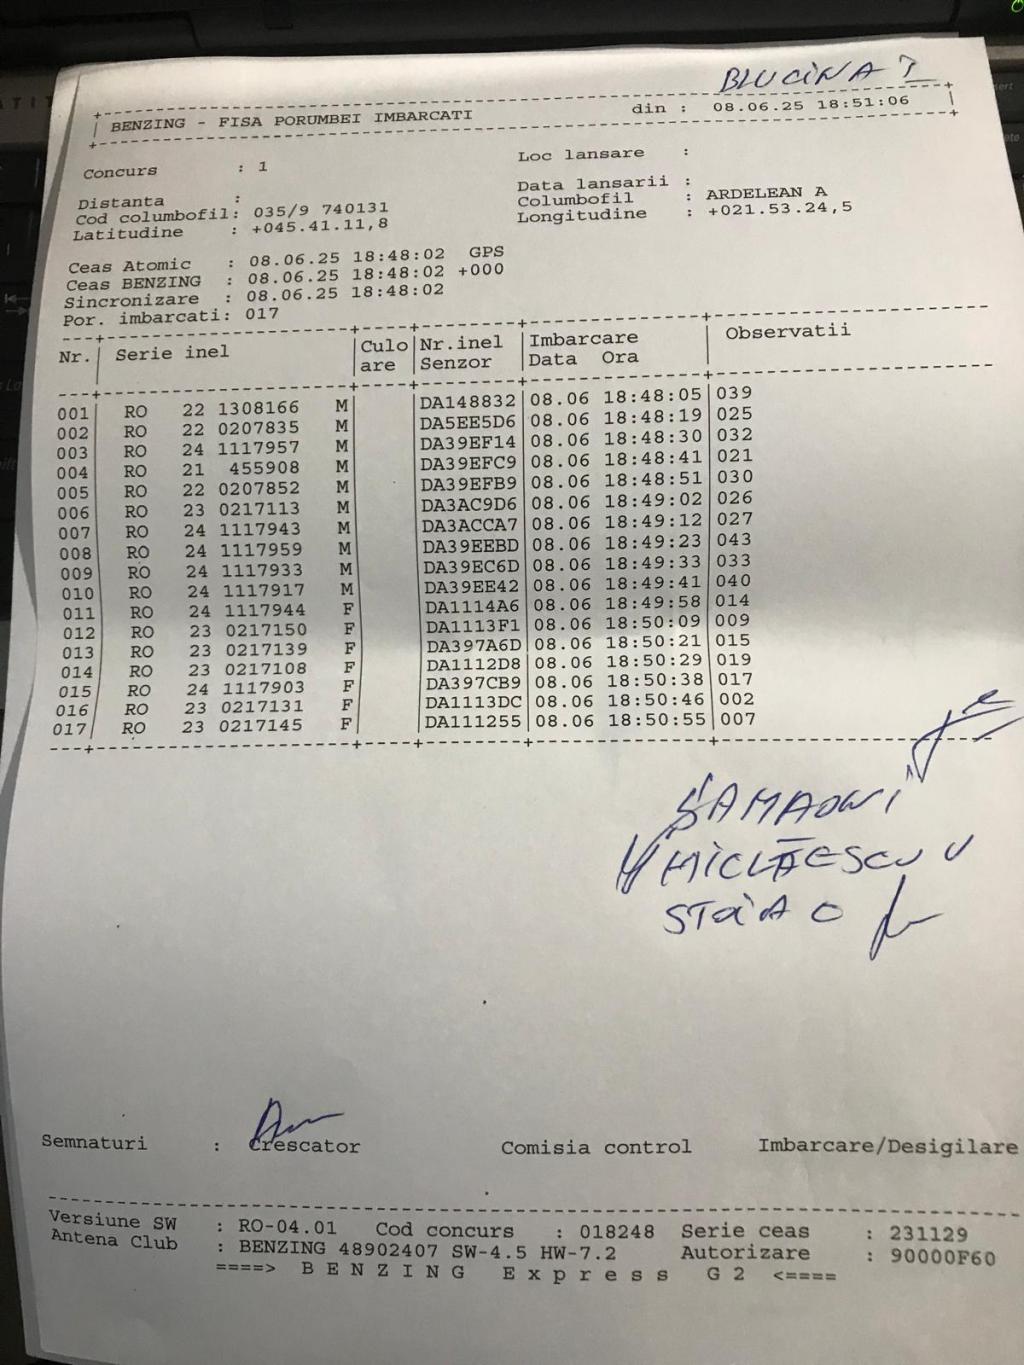 BLUCINA I
BENZING - FISA PORUMBEI IMBARCATI din : 08.06.25 18:51:06
Concurs : 1 Loc lansare :
Distanta : Data lansarii :
Cod columbofil: 035/9 740131 Columbofil : ARDELEAN A
Latitudine : +045.41.11,8 Longitudine : +021.53.24,5
Ceas Atomic : 08.06.25 18:48:02 GPS
Ceas BENZING : 08.06.25 18:48:02 +000
Sincronizare : 08.06.25 18:48:02
Por. imbarcati: 017
Nr. Serie inel Culo Nr.inel Imbarcare Observatii
are Senzor Data Ora
001 RO 22 1308166 M DA148832 08.06 18:48:05 039
002 RO 22 0207835 M DA5EE5D6 08.06 18:48:19 025
003 RO 24 1117957 M DA39EF14 08.06 18:48:30 032
004 RO 21 455908 M DA39EFC9 08.06 18:48:41 021
005 RO 22 0207852 M DA39EFB9 08.06 18:48:51 030
006 RO 23 0217113 M DA3AC9D6 08.06 18:49:02 026
007 RO 24 1117943 M DA3ACCA7 08.06 18:49:12 027
008 RO 24 1117959 M DA39EEBD 08.06 18:49:23 043
009 RO 24 1117933 M DA39EC6D 08.06 18:49:33 033
010 RO 24 1117917 M DA39EE42 08.06 18:49:41 040
011 RO 24 1117944 F DA1114A6 08.06 18:49:58 014
012 RO 23 0217150 F DA1113F1 08.06 18:50:09 009
013 RO 23 0217139 F DA397A6D 08.06 18:50:21 015
014 RO 23 0217108 F DA1112D8 08.06 18:50:29 019
015 RO 24 1117903 F DA397CB9 08.06 18:50:38 017
016 RO 23 0217131 F DA1113DC 08.06 18:50:46 002
017 RO 23 0217145 F DA111255 08.06 18:50:55 007
STOIA C
Semnaturi : Crescator Comisia control Imbarcare/Desigilare
Versiune SW : RO-04.01 Cod concurs : 018248 Serie ceas : 231129
Antena Club : BENZING 48902407 SW-4.5 HW-7.2 Autorizare : 90000F60
====> B E N Z I N G E x p r e s s G 2 <====